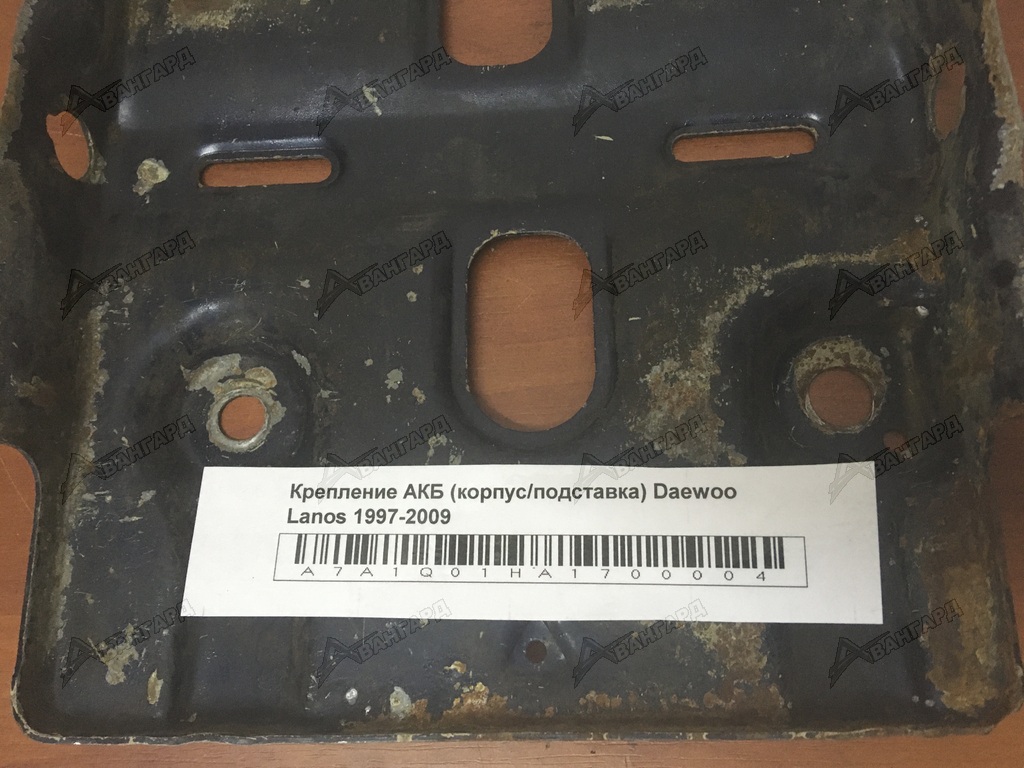 Крепление АКБ (корпус/подставка) Daewoo
Lanos 1997-2009
A7A1Q01HA1700004
АВАНГАРД